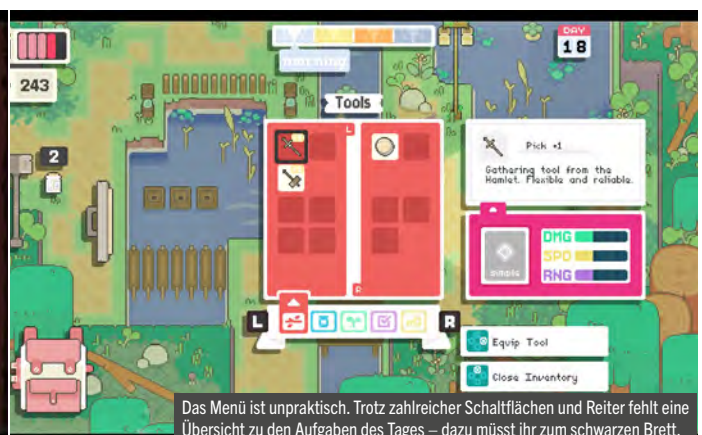 243
morning
DAY
18
2
Tools
L
R
Pick +1
Gathering tool from the
Hamlet. Flexible and reliable.
simple
DMG
SPD
RNG
L
R
Equip Tool
Close Inventory
Das Menü ist unpraktisch. Trotz zahlreicher Schaltflächen und Reiter fehlt eine
Übersicht zu den Aufgaben des Tages – dazu müsst ihr zum schwarzen Brett.